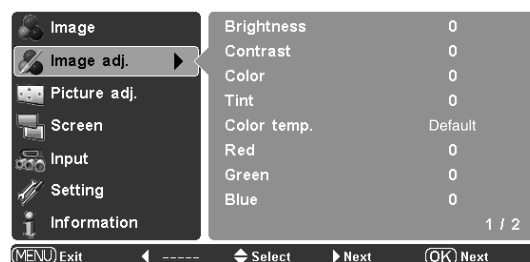 Image
Image adj.
Picture adj.
Screen
Input
Setting
Information
Brightness 0
Contrast 0
Color 0
Tint 0
Color temp. Default
Red 0
Green 0
Blue 0
1 / 2
MENU Exit ----- Select Next OK Next